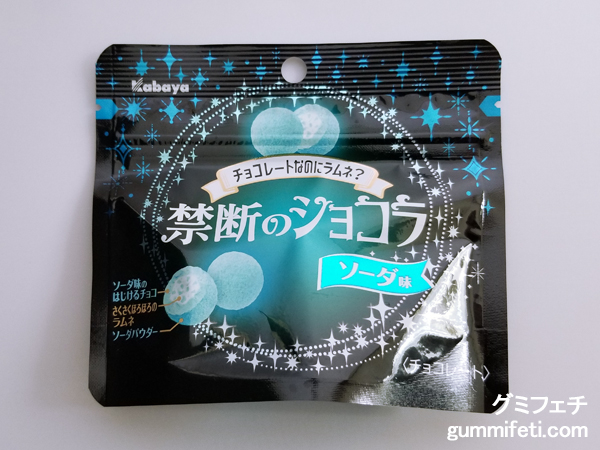 Kabaya
チョコレートなのにラムネ?
禁断のショコラ
ソーダ味
ソーダ味の
はじけるチョコ
さくさくほろほろの
ラムネ
ソーダパウダー
〈チョコレート〉
グミフェチ
gummifeti.com